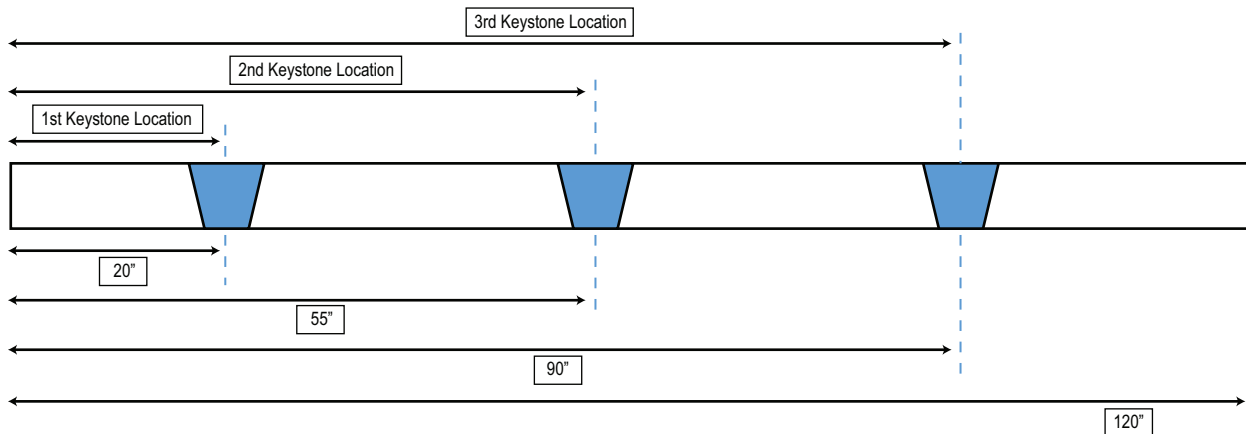 3rd Keystone Location
2nd Keystone Location
1st Keystone Location
20”
55”
90”
120”